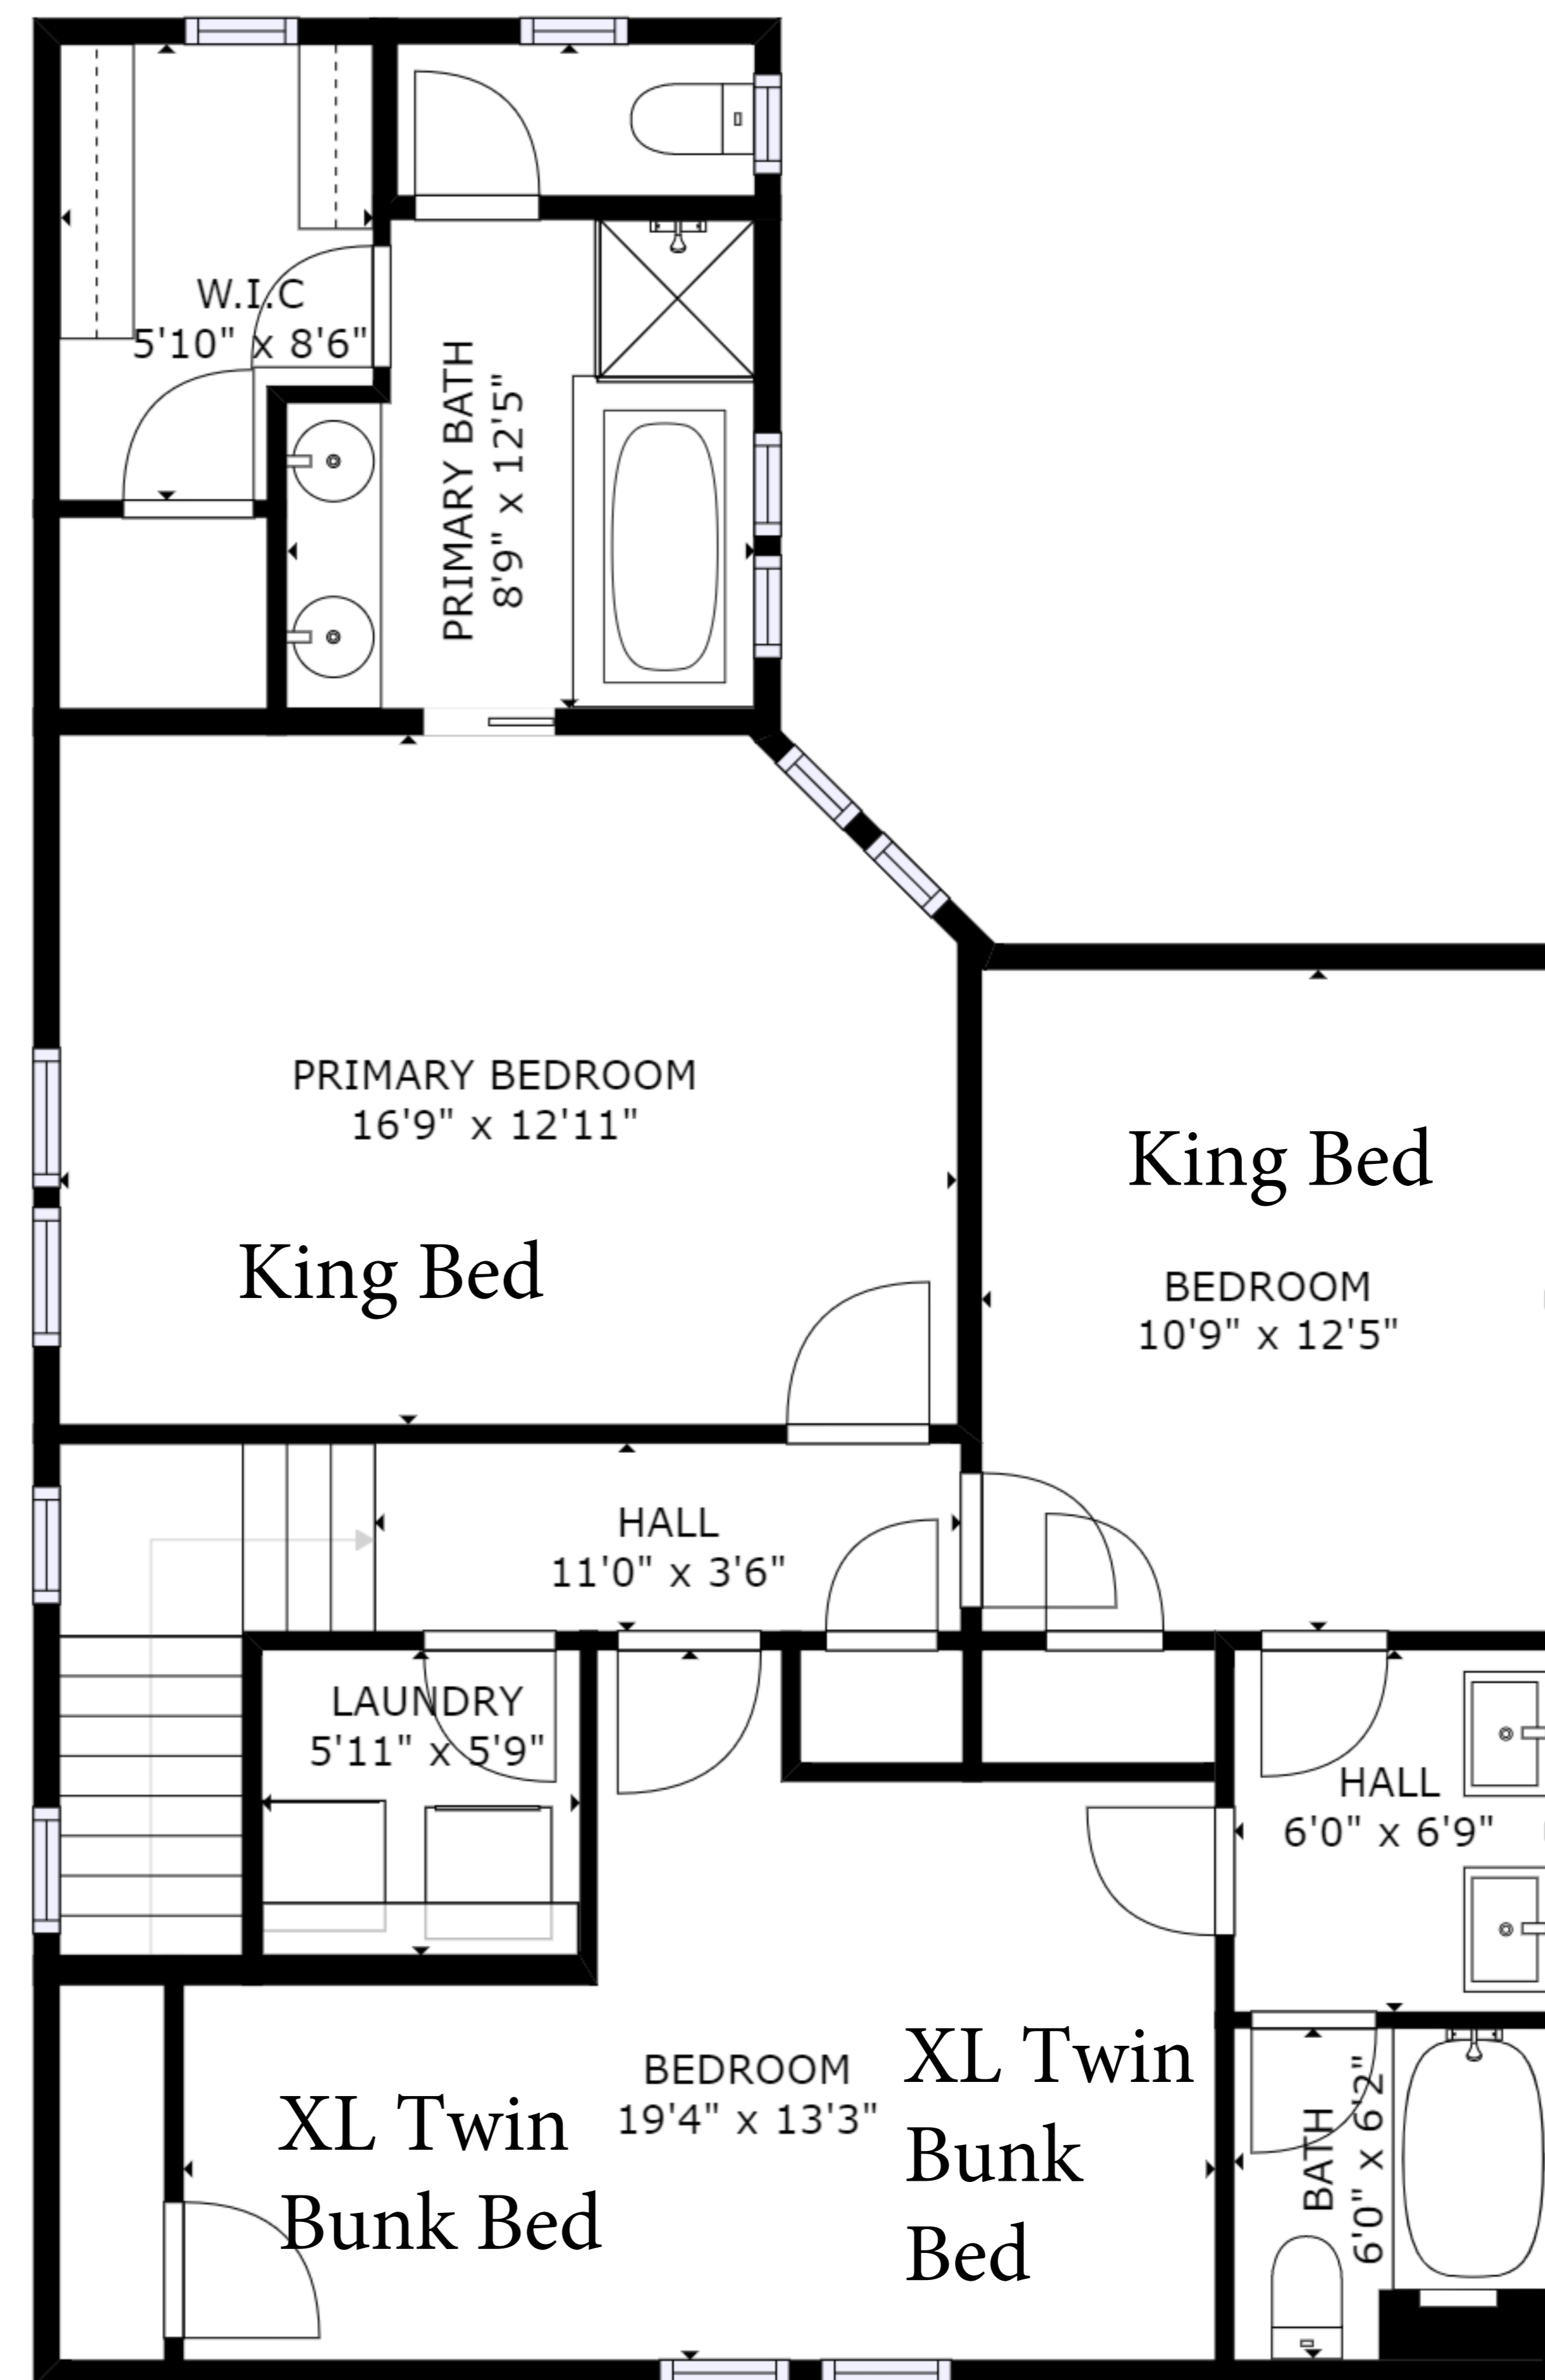 W.I.C
5'10" x 8'6"
PRIMARY BATH
8'9" x 12'5"
PRIMARY BEDROOM
16'9" x 12'11"
King Bed
King Bed
BEDROOM
10'9" x 12'5"
HALL
11'0" x 3'6"
LAUNDRY
5'11" x 5'9"
HALL
6'0" x 6'9"
BEDROOM
19'4" x 13'3"
XL Twin
Bunk Bed
XL Twin
Bunk
Bed
BATH
6'0" x 6'2"